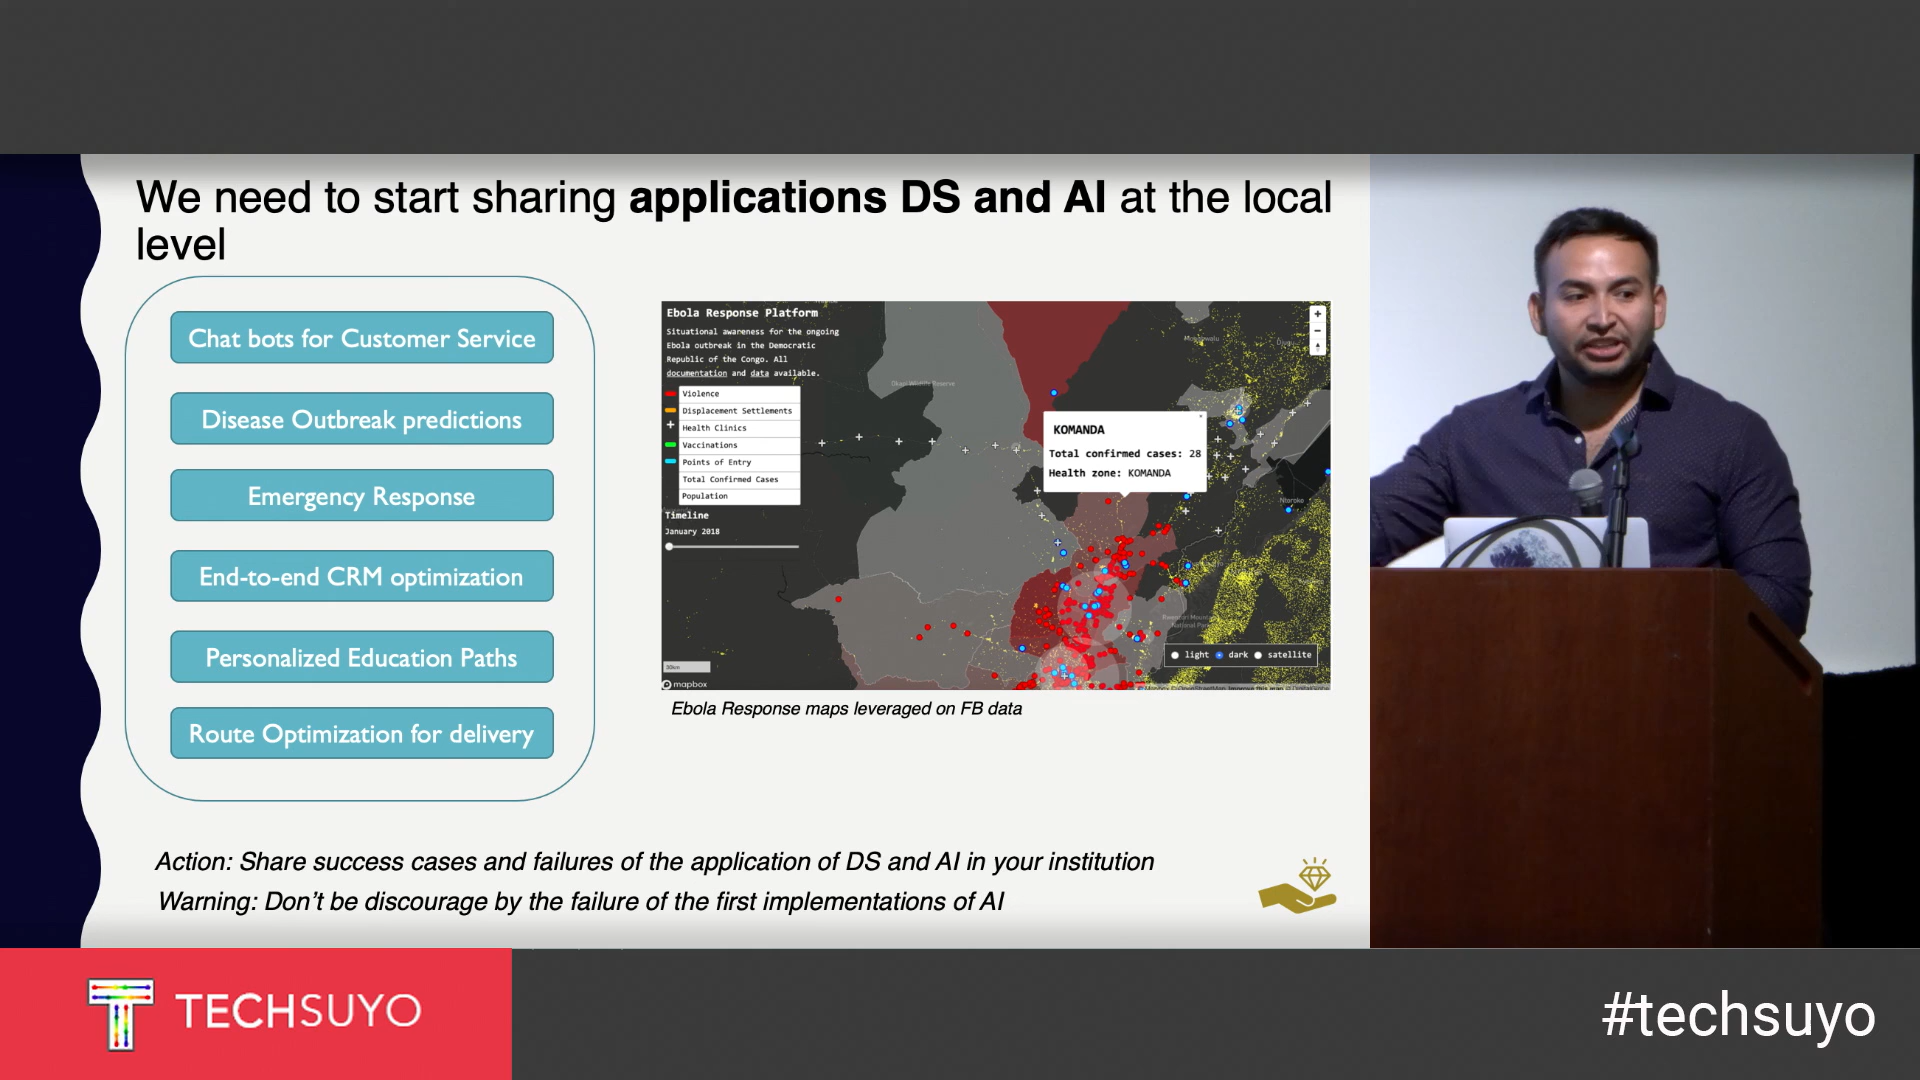 We need to start sharing applications DS and AI at the local
level
Chat bots for Customer Service
Disease Outbreak predictions
Emergency Response
End-to-end CRM optimization
Personalized Education Paths
Route Optimization for delivery
Ebola Response Platform
Situational awareness for the ongoing
Ebola outbreak in the Democratic
Republic of the Congo. All
documentation and data available.
Violence
Displacement Settlements
Health Clinics
Vaccinations
Points of Entry
Total Confirmed Cases
Population
Timeline
January 2018
KOMANDA
Total confirmed cases: 28
Health zone: KOMANDA
Okapi Wildlife Reserve
Ntoroko
light dark satellite
30km
mapbox
Ebola Response maps leveraged on FB data
Action: Share success cases and failures of the application of DS and AI in your institution
Warning: Don't be discourage by the failure of the first implementations of AI
TECHSUYO
#techsuyo